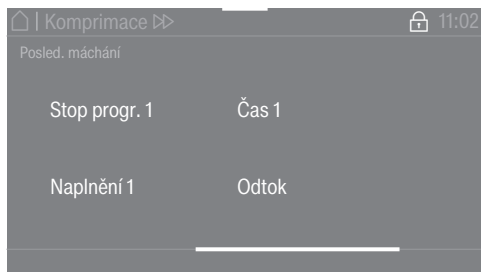 | Komprimace 11:02
Posled. máchání
Stop progr. 1 Čas 1
Naplnění 1 Odtok